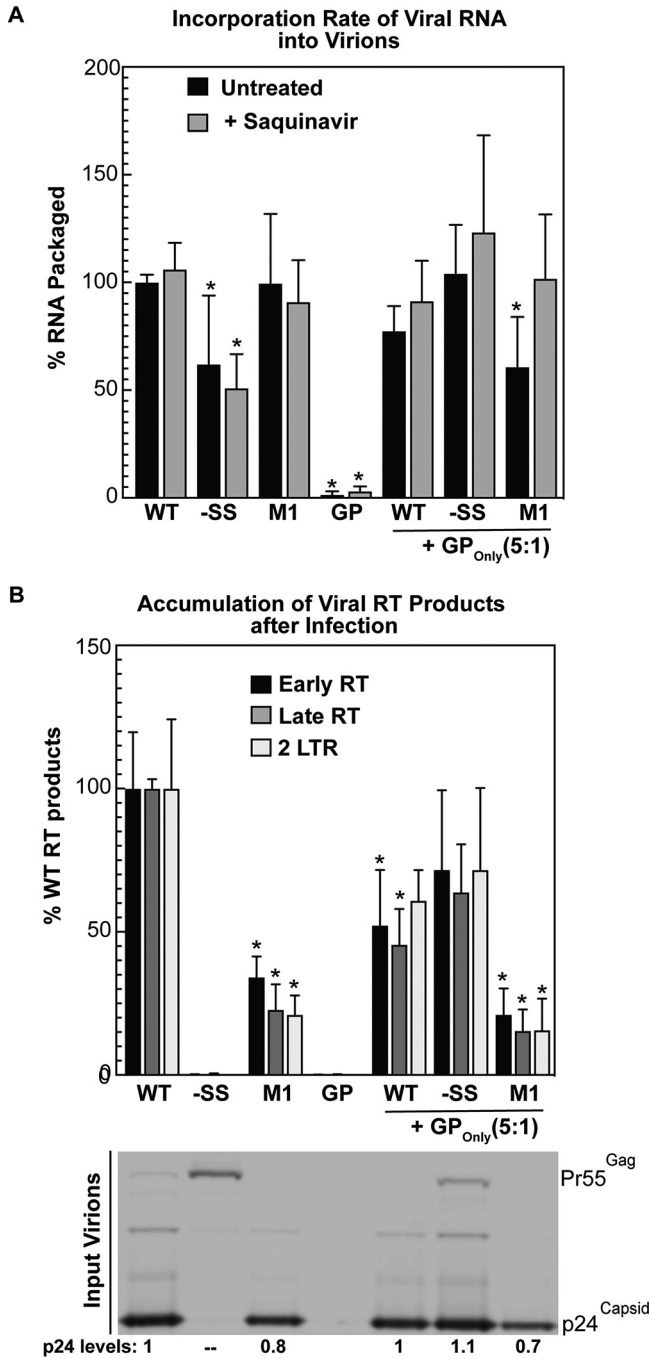 A
Incorporation Rate of Viral RNA
into Virions
% RNA Packaged
200
150
100
50
0
Untreated
+ Saquinavir
* * * * *
WT -SS M1 GP WT -SS M1
+ GPOnly(5:1)
B
Accumulation of Viral RT Products
after Infection
% WT RT products
150
100
50
0
Early RT
Late RT
2 LTR
* * * * * * * *
WT -SS M1 GP WT -SS M1
+ GPOnly(5:1)
Input Virions
Pr55Gag
p24Capsid
p24 levels: 1 -- 0.8 1 1.1 0.7